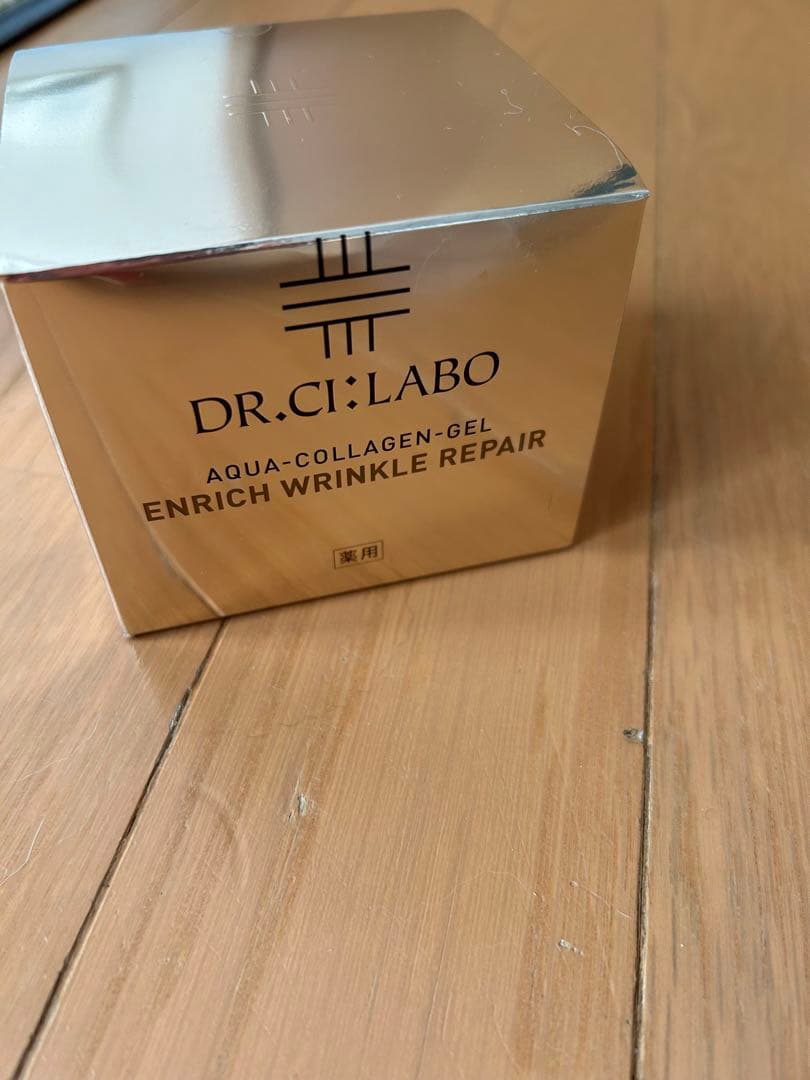 DR.CI:LABO
AQUA-COLLAGEN-GEL
ENRICH WRINKLE REPAIR
薬用